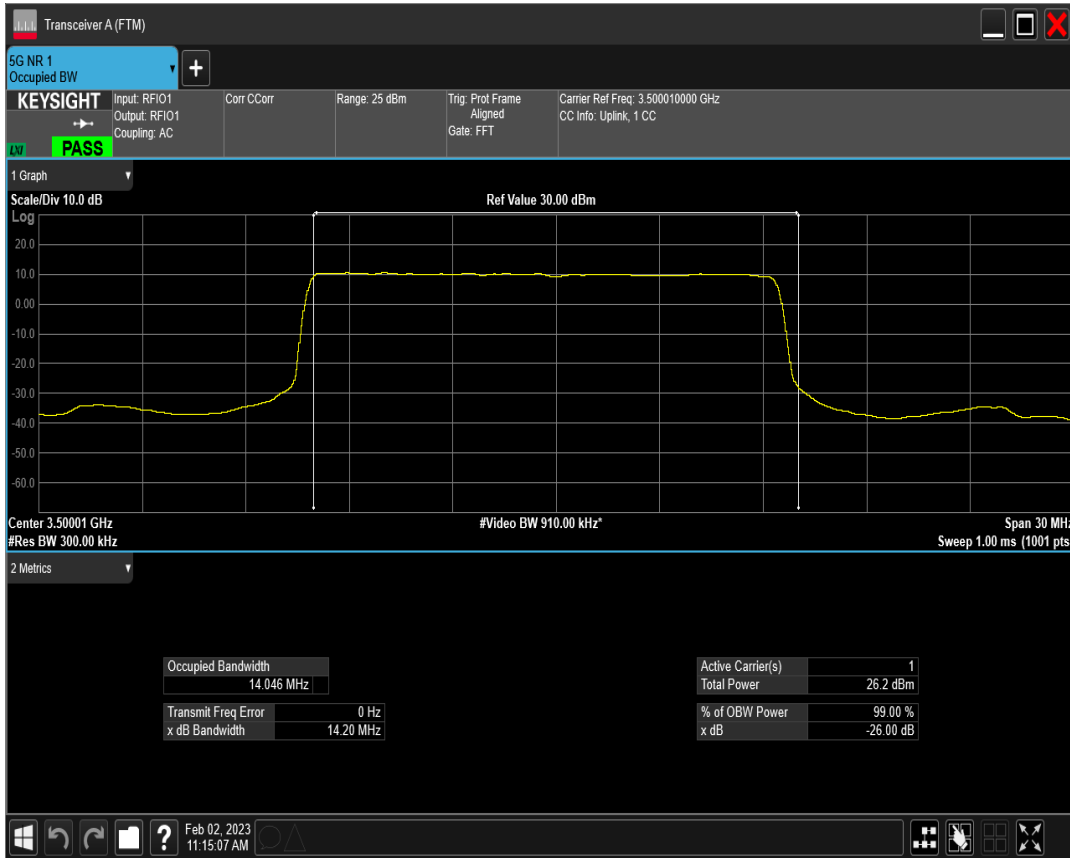 Transceiver A (FTM)
5G NR 1
Occupied BW
+
KEYSIGHT
LXI
PASS
Input: RFIO1
Output: RFIO1
Coupling: AC
Corr CCorr
Range: 25 dBm
Trig: Prot Frame
Aligned
Gate: FFT
Carrier Ref Freq: 3.500010000 GHz
CC Info: Uplink, 1 CC
1 Graph
Scale/Div 10.0 dB
Ref Value 30.00 dBm
Log
20.0
10.0
0.00
-10.0
-20.0
-30.0
-40.0
-50.0
-60.0
Center 3.50001 GHz
#Video BW 910.00 kHz*
Span 30 MHz
#Res BW 300.00 kHz
Sweep 1.00 ms (1001 pts
2 Metrics
Occupied Bandwidth
14.046 MHz
Transmit Freq Error 0 Hz
x dB Bandwidth 14.20 MHz
Active Carrier(s) 1
Total Power 26.2 dBm
% of OBW Power 99.00 %
x dB -26.00 dB
?
Feb 02, 2023
11:15:07 AM